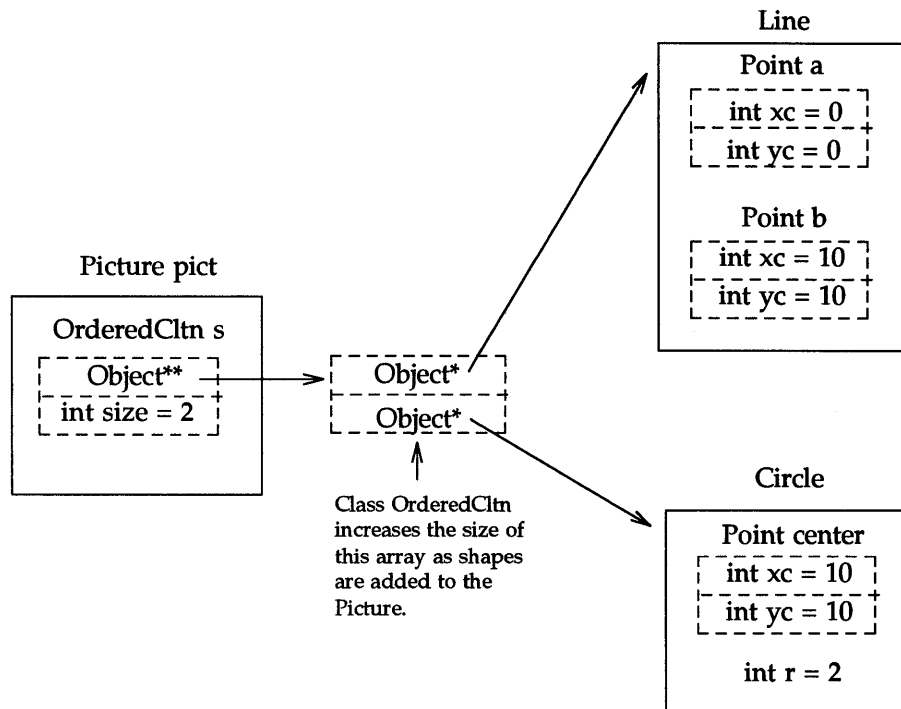 Line
Point a
int xc = 0
int yc = 0
Point b
int xc = 10
int yc = 10
Picture pict
OrderedCltn s
Object**
int size = 2
Object*
Object*
Class OrderedCltn
increases the size of
this array as shapes
are added to the
Picture.
Circle
Point center
int xc = 10
int yc = 10
int r = 2